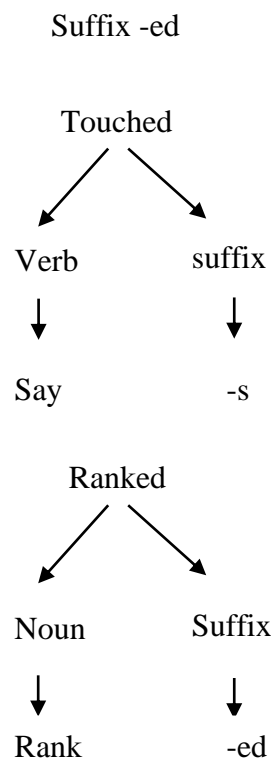 Suffix -ed
Touched
Verb suffix
Say -s
Ranked
Noun Suffix
Rank -ed